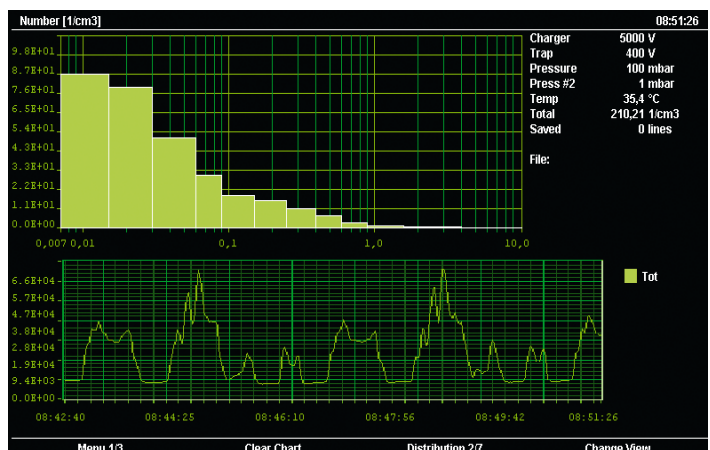 Number [1/cm3] 08:51:26
Charger 5000 V
Trap 400 V
Pressure 100 mbar
Press #2 1 mbar
Temp 35,4 °C
Total 210,21 1/cm3
Saved 0 lines
File:
9.8E+01
8.7E+01
7.6E+01
6.5E+01
5.4E+01
4.3E+01
3.3E+01
2.2E+01
1.1E+01
0.0E+00
0,007 0,01 0,1 1,0 10,0
Tot
6.6E+04
5.7E+04
4.7E+04
3.8E+04
2.8E+04
1.9E+04
9.4E+03
0.0E+00
08:42:40 08:44:25 08:46:10 08:47:56 08:49:42 08:51:26
Menu 1/3 Clear Chart Distribution 2/7 Change View